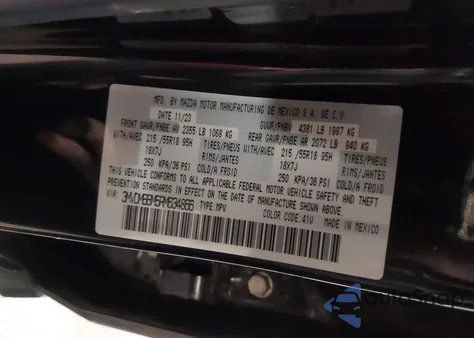 MFD. BY MAZDA MOTOR MANUFACTURING DE MEXICO S.A. DE C.V.
DATE 11/23 GVWR/PNBV 4381 LB 1987 KG
FRONT GAWR/PNBE AV 2355 LB 1068 KG REAR GAWR/PNBE AR 2072 LB 940 KG
WITH/AVEC 215/55R18 95H TIRES/PNEUS WITH/AVEC 215/55R18 95H TIRES/PNEUS
18X7J RIMS/JANTES 18X7J RIMS/JANTES
250 KPA/36 PSI COLD/A FROID 250 KPA/36 PSI COLD/A FROID
THIS VEHICLE CONFORMS TO ALL APPLICABLE FEDERAL MOTOR VEHICLE SAFETY AND THEFT
STANDARDS IN EFFECT ON THE DATE OF MANUFACTURE SHOWN ABOVE.
VIN: TYPE: MPV COLOR: 41W MADE IN MEXICO
AutoSnap